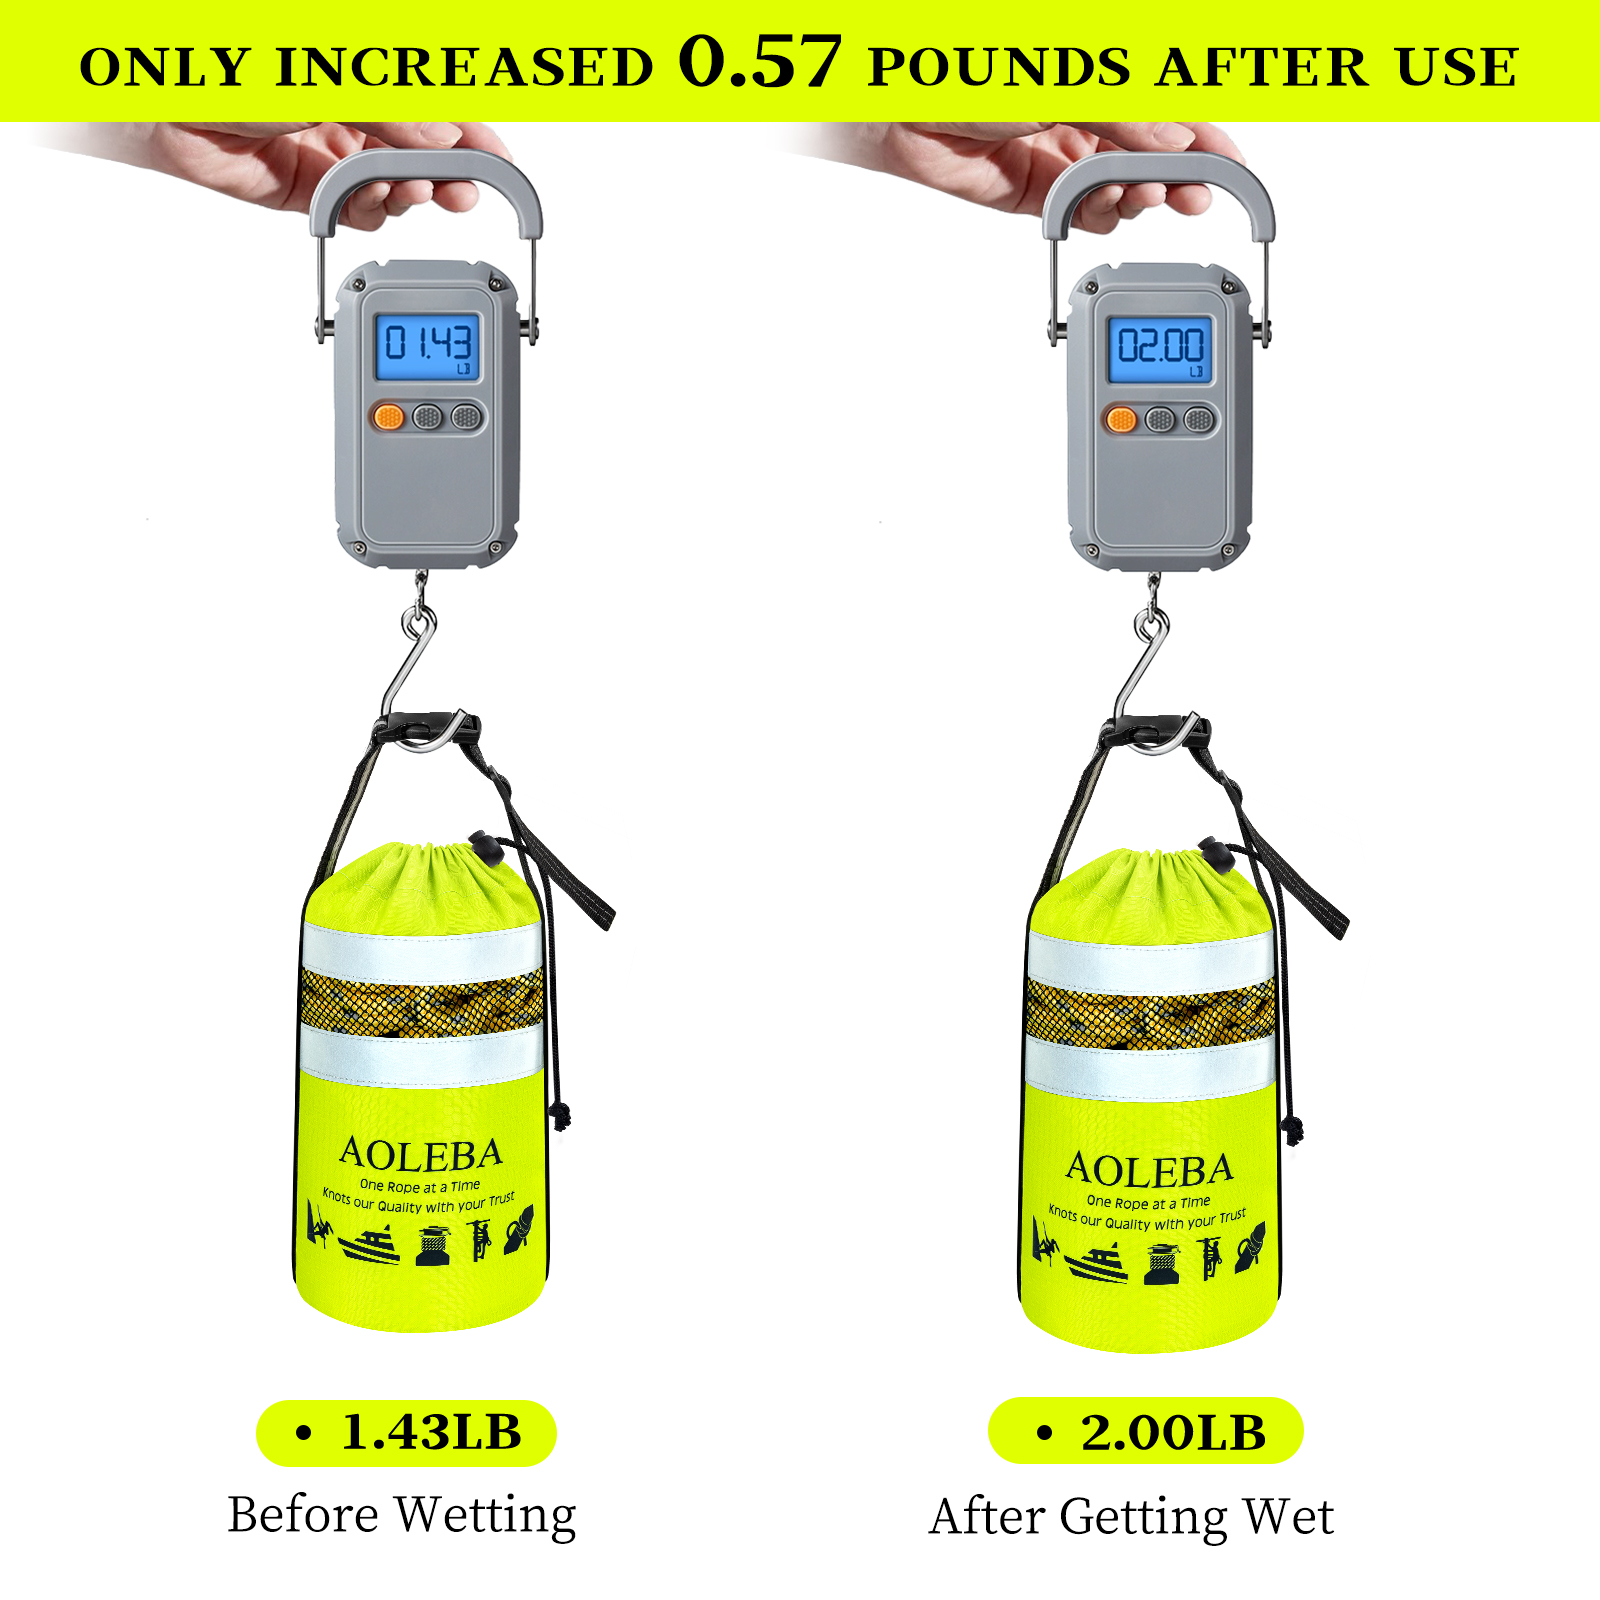 ONLY INCREASED 0.57 POUNDS AFTER USE
01.43
LB
02.00
LB
AOLEBA
One Rope at a Time
Knots our Quality with your Trust
AOLEBA
One Rope at a Time
Knots our Quality with your Trust
• 1.43LB
• 2.00LB
Before Wetting
After Getting Wet